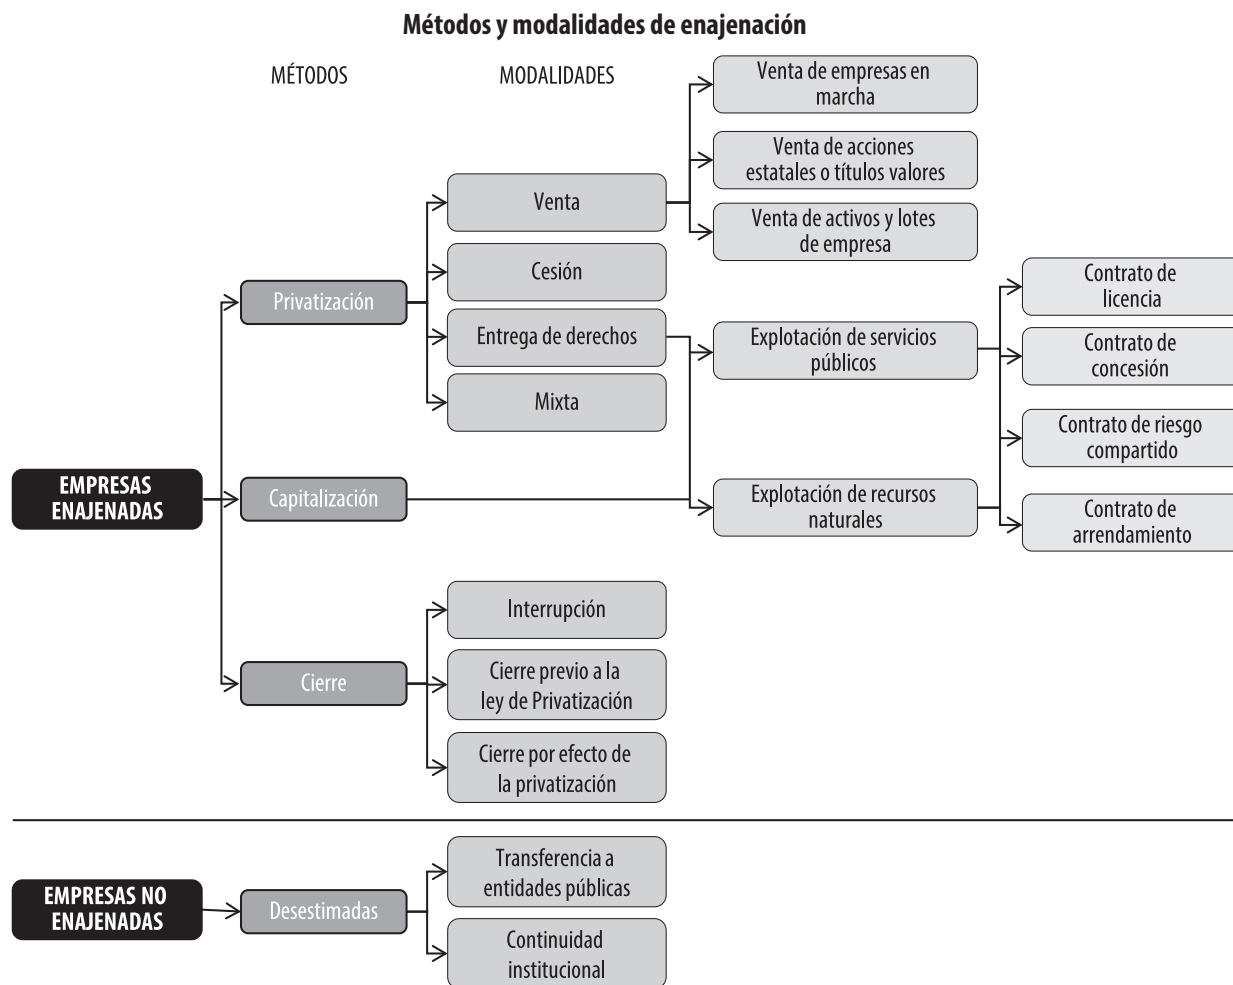 Métodos y modalidades de enajenación
MÉTODOS
MODALIDADES
Venta de empresas en
marcha
Venta de acciones
estatales o títulos valores
Venta de activos y lotes
de empresa
Venta
Cesión
Entrega de derechos
Mixta
Privatización
Explotación de servicios
públicos
Contrato de
licencia
Contrato de
concesión
Contrato de riesgo
compartido
Contrato de
arrendamiento
EMPRESAS
ENAJENADAS
Capitalización
Explotación de recursos
naturales
Cierre
Interrupción
Cierre previo a la
ley de Privatización
Cierre por efecto de
la privatización
EMPRESAS NO
ENAJENADAS
Desestimadas
Transferencia a
entidades públicas
Continuidad
institucional